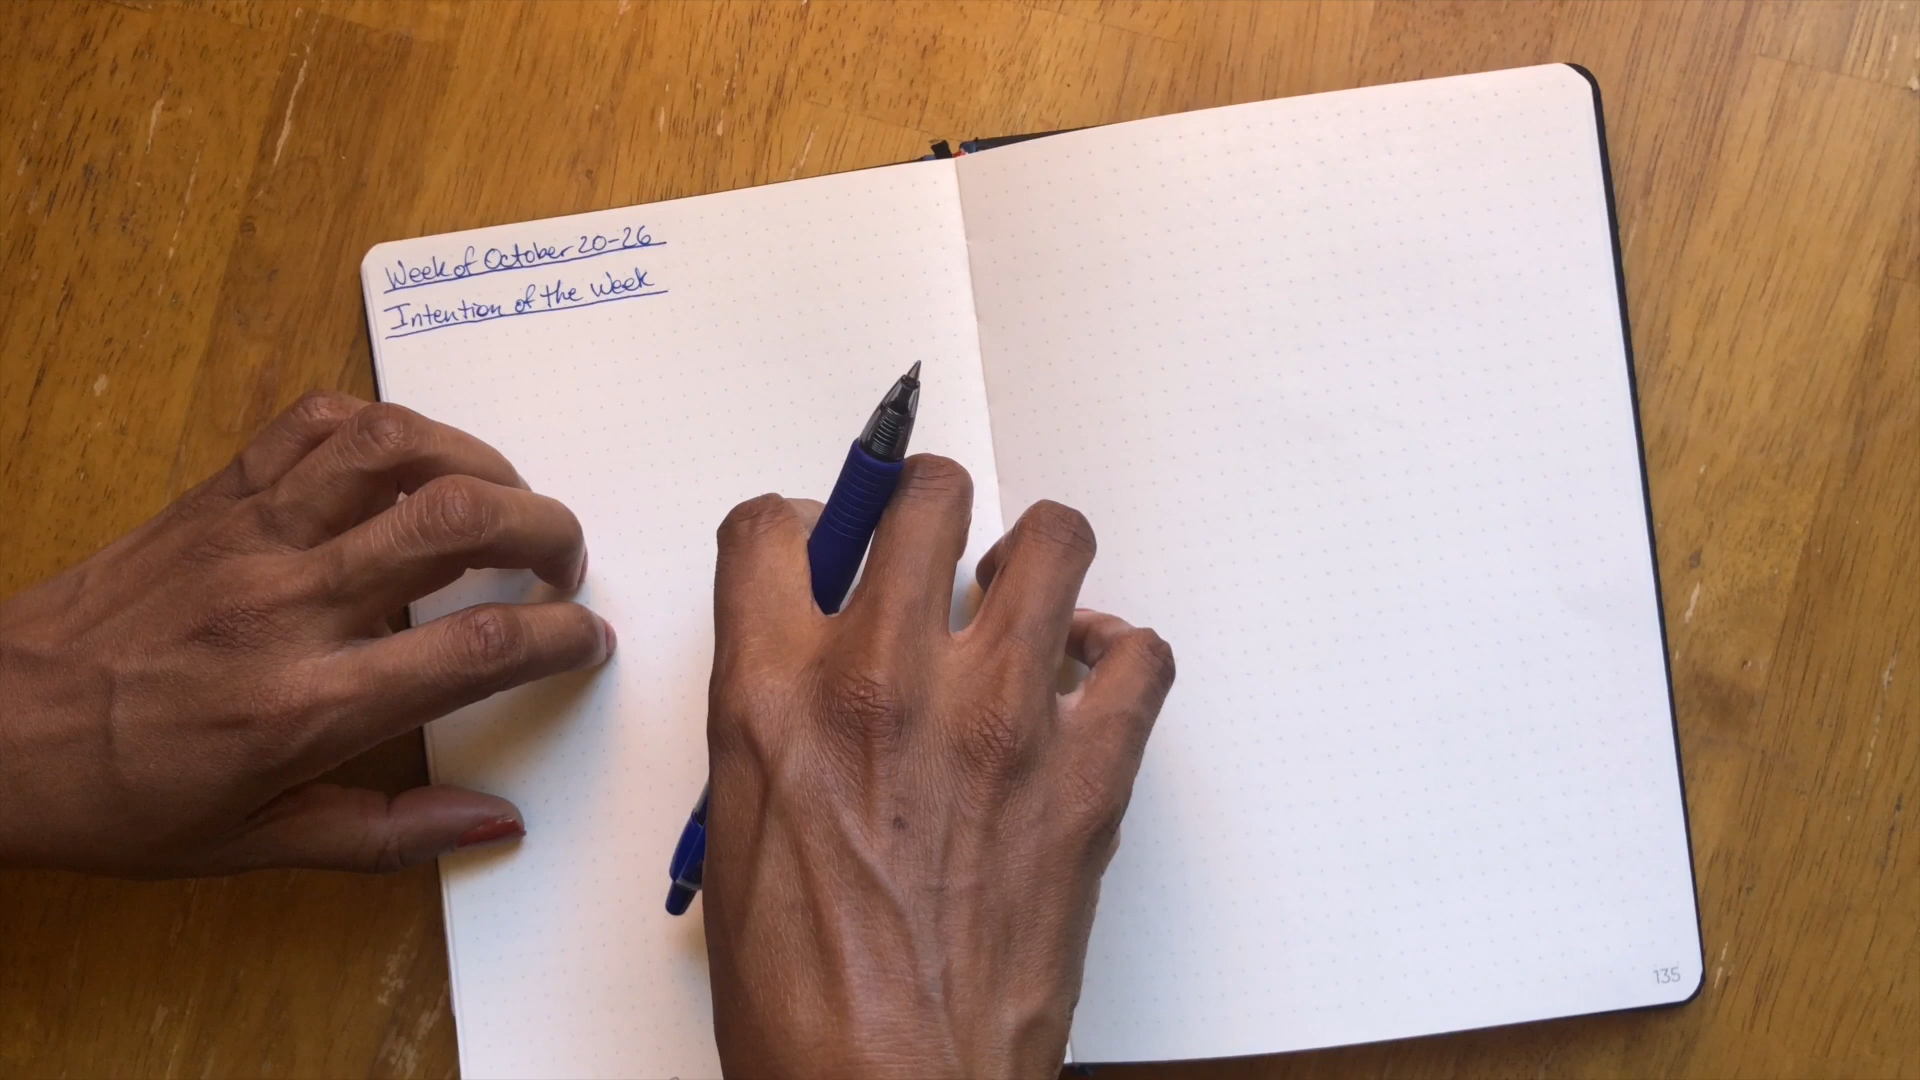 Week of October 20-26
Intention of the week
135